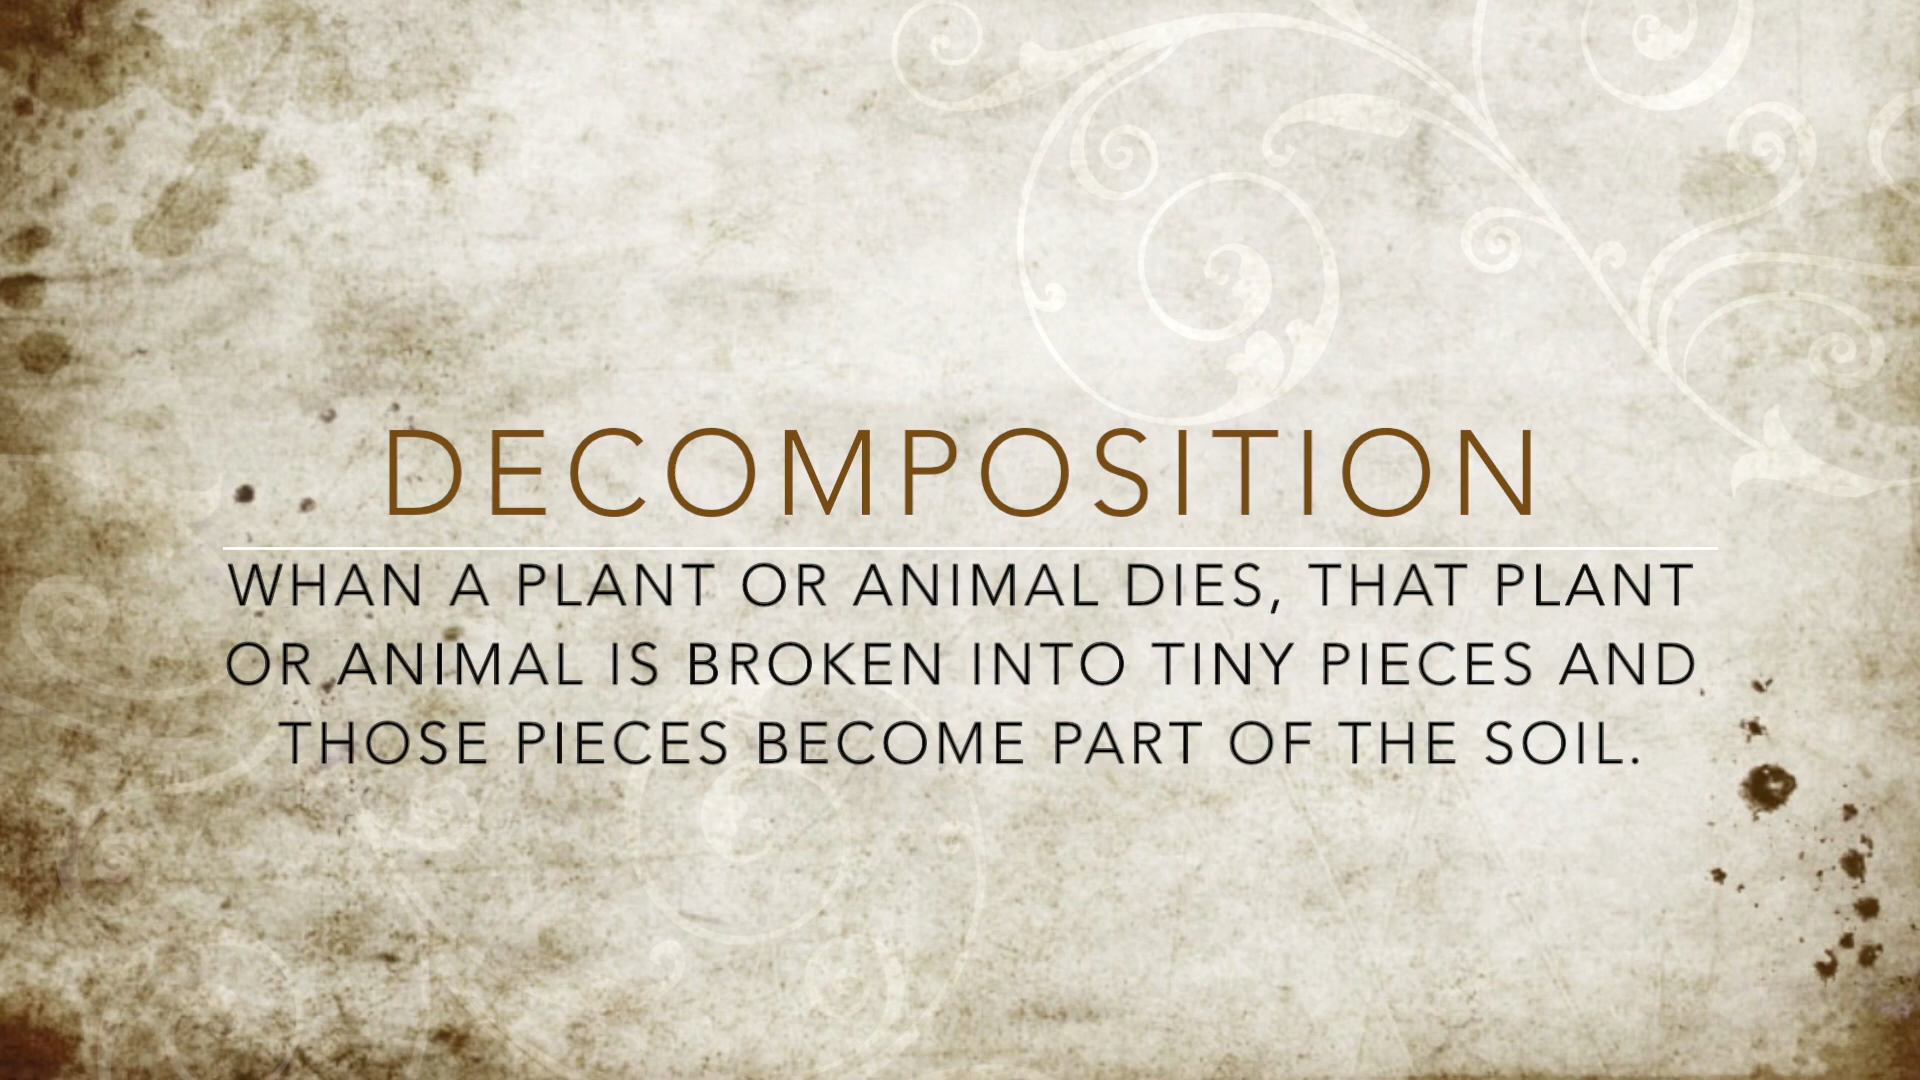 DECOMPOSITION
WHAN A PLANT OR ANIMAL DIES, THAT PLANT
OR ANIMAL IS BROKEN INTO TINY PIECES AND
THOSE PIECES BECOME PART OF THE SOIL.